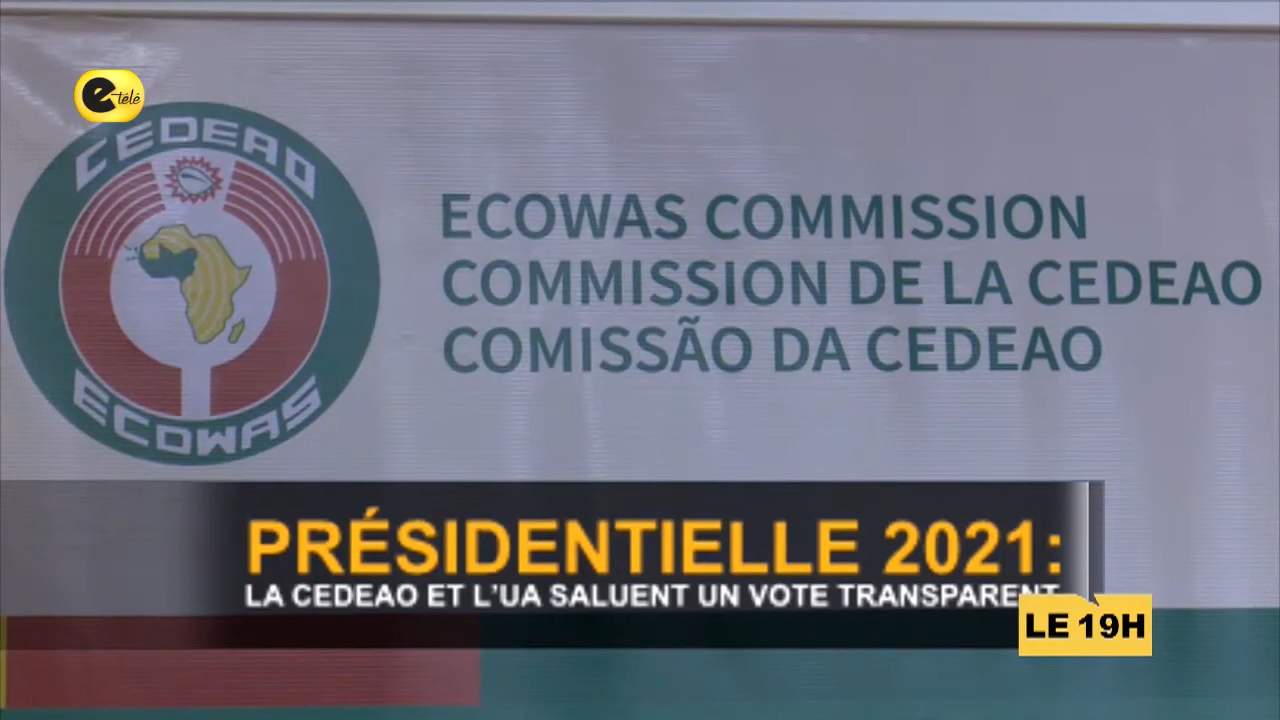 e-télé
CEDEAO
ECOWAS
ECOWAS COMMISSION
COMMISSION DE LA CEDEAO
COMISSÃO DA CEDEAO
PRÉSIDENTIELLE 2021:
LA CEDEAO ET L'UA SALUENT UN VOTE TRANSPARENT
LE 19H